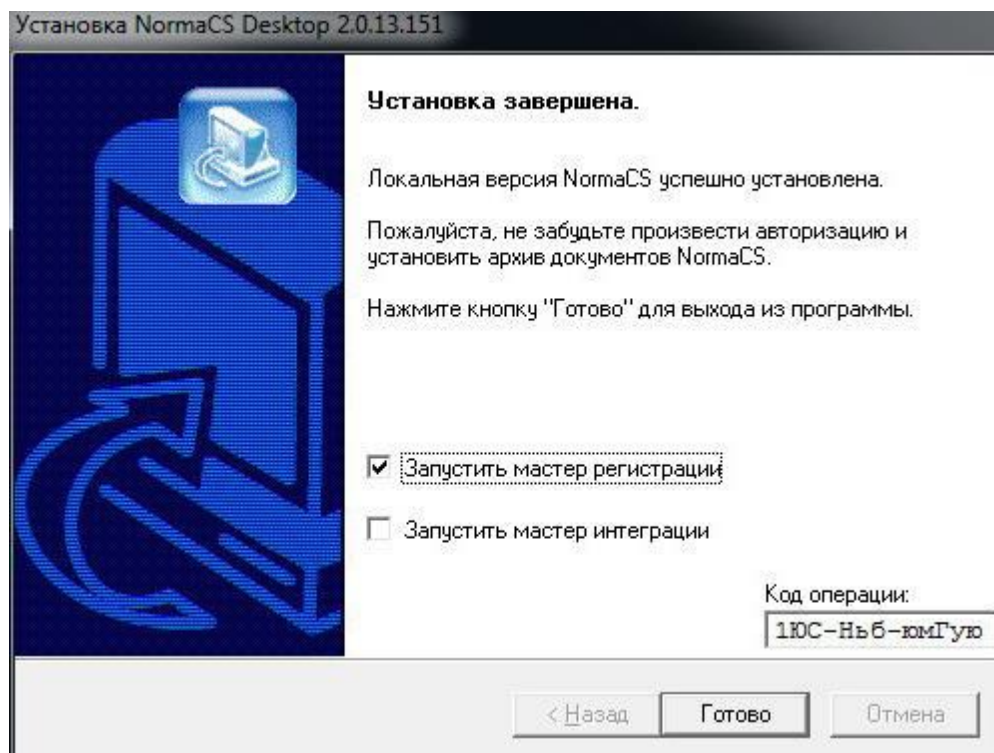 Установка NormaCS Desktop 2.0.13.151
Установка завершена.
Локальная версия NormaCS успешно установлена.
Пожалуйста, не забудьте произвести авторизацию и
установить архив документов NormaCS.
Нажмите кнопку "Готово" для выхода из программы.
Запустить мастер регистрации
Запустить мастер интеграции
Код операции:
1ЮС-Ньб-юмГую
< Назад
Готово
Отмена